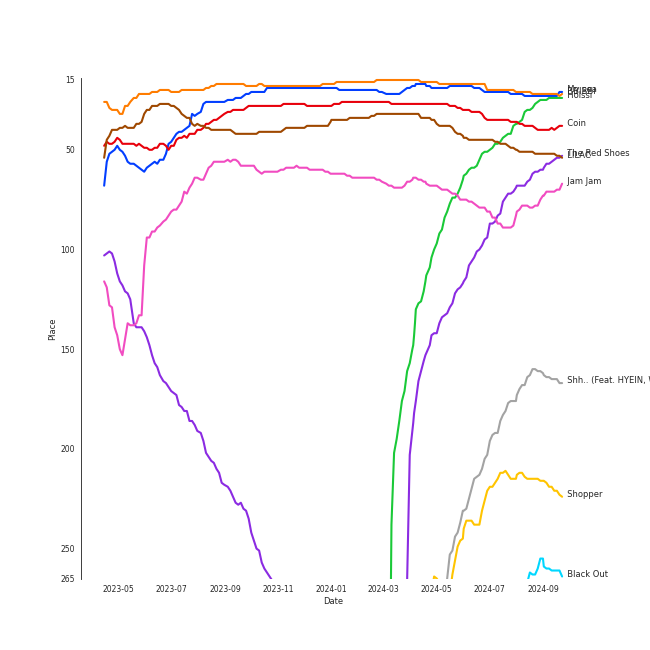 15
50
100
150
200
250
265
Place
2023-05
2023-07
2023-09
2023-11
2024-01
2024-03
2024-05
2024-07
2024-09
Date
Holssi
Coin
The Red Shoes
LILAC
Jam Jam
Shh.. (Feat. HYEIN, W
Shopper
Black Out